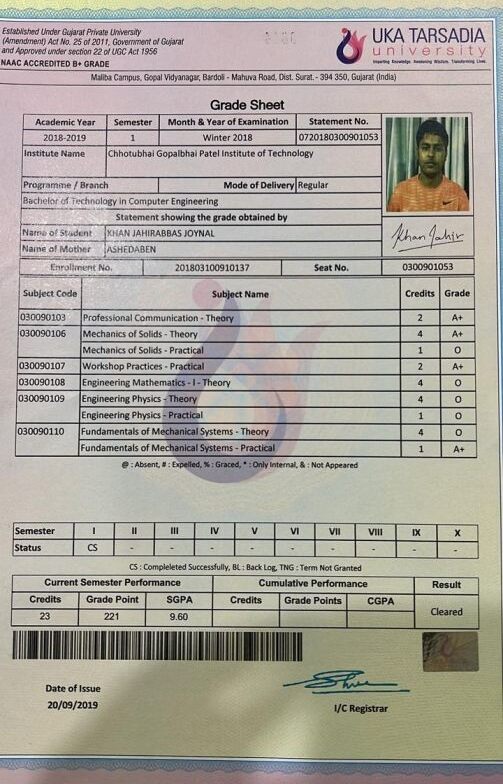 Established Under Gujarat Private University
(Amendment) Act No. 25 of 2011, Government of Gujarat
and Approved under section 22 of UGC Act 1956
NAAC ACCREDITED B+ GRADE
UKA TARSADIA
university
Imparting Knowledge. Awakening Wisdom. Transforming Lives.
Maliba Campus, Gopal Vidyanagar, Bardoli - Mahuva Road, Dist. Surat. - 394 350, Gujarat (India)
Grade Sheet
Academic Year Semester Month & Year of Examination Statement No.
2018-2019 1 Winter 2018 0720180300901053
Institute Name Chhotubhai Gopalbhai Patel Institute of Technology
Programme / Branch Mode of Delivery Regular
Bachelor of Technology in Computer Engineering
Statement showing the grade obtained by
Name of Student KHAN JAHIRABBAS JOYNAL
Name of Mother ASHEDABEN
Khan Jahir
Enrollment No. 201803100910137 Seat No. 0300901053
Subject Code Subject Name Credits Grade
030090103 Professional Communication - Theory 2 A+
030090106 Mechanics of Solids - Theory 4 A+
Mechanics of Solids - Practical 1 O
030090107 Workshop Practices - Practical 2 A+
030090108 Engineering Mathematics - I - Theory 4 O
030090109 Engineering Physics - Theory 4 O
Engineering Physics - Practical 1 O
030090110 Fundamentals of Mechanical Systems - Theory 4 O
Fundamentals of Mechanical Systems - Practical 1 A+
@ : Absent, # : Expelled, % : Graced, * : Only Internal, & : Not Appeared
Semester I II III IV V VI VII VIII IX X
Status CS - - - - - - - - -
CS : Compleleted Successfully, BL : Back Log, TNG : Term Not Granted
Current Semester Performance Cumulative Performance Result
Credits Grade Point SGPA Credits Grade Points CGPA
23 221 9.60 Cleared
Date of Issue
20/09/2019
I/C Registrar